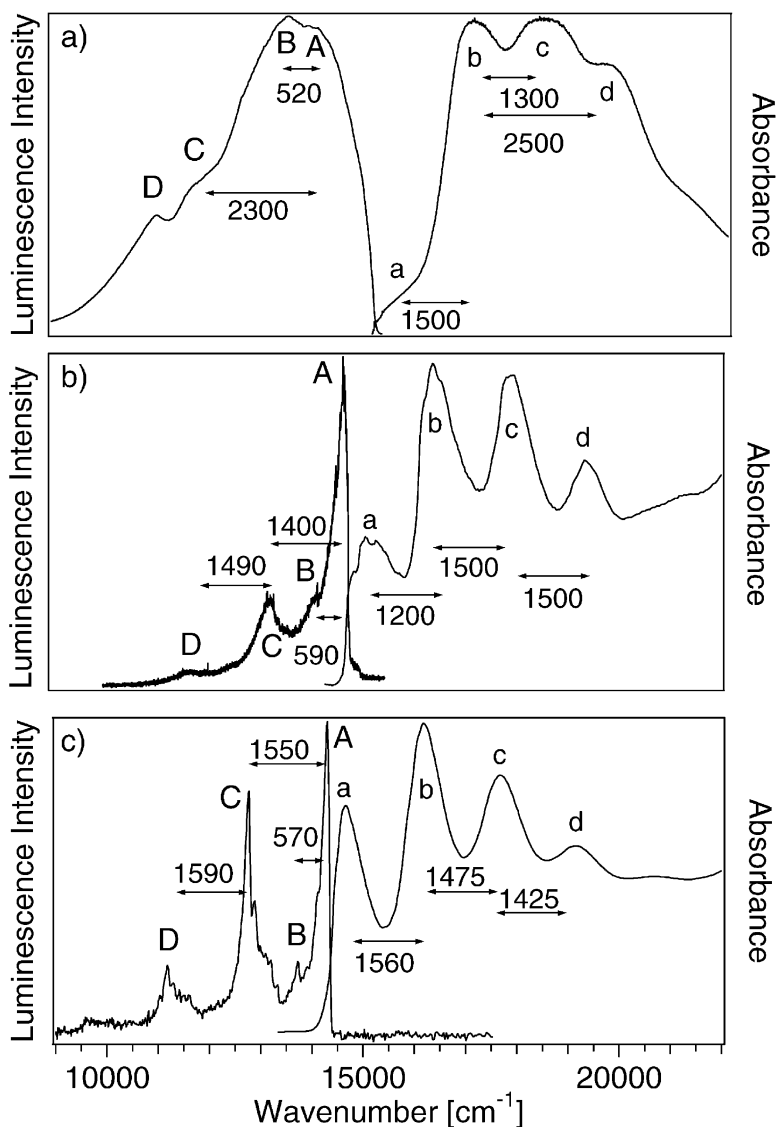 a)
Luminescence Intensity
Absorbance
B A
520
C
D
2300
b
c
d
1300
2500
a
1500
b)
Luminescence Intensity
Absorbance
A
b
c
d
a
1400
1490
B
1500
1500
1200
D
C
590
c)
Luminescence Intensity
Absorbance
A
1550
a
b
c
d
C
570
1590
1475
1425
B
D
1560
10000 15000 20000
Wavenumber [cm⁻¹]